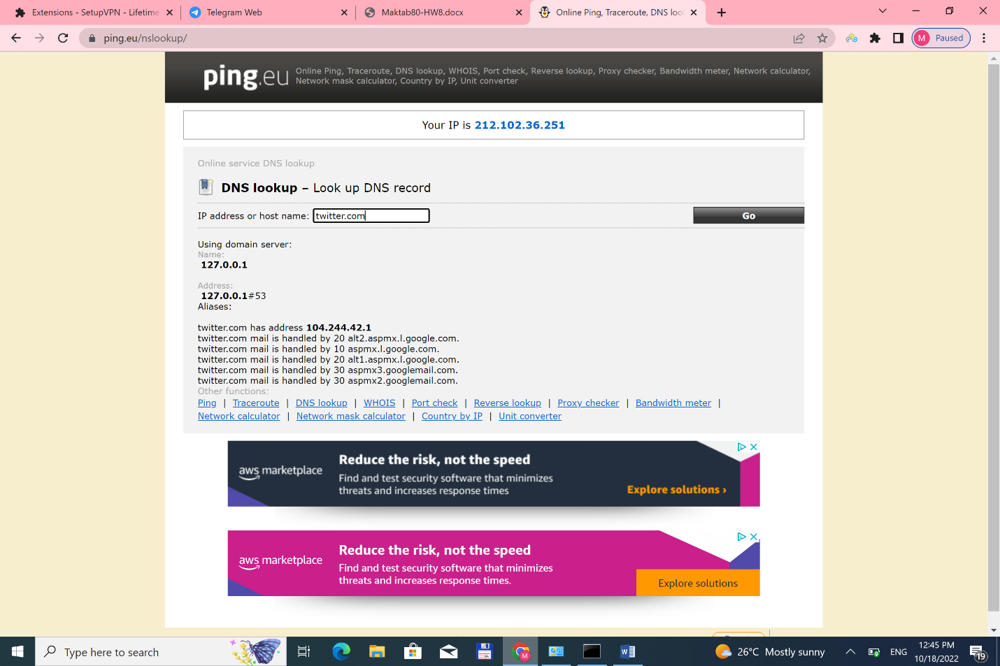 Extensions - SetupVPN - Lifetime
Telegram Web
Maktab80-HW8.docx
Online Ping, Traceroute, DNS loo
ping.eu/nslookup/
M Paused
ping.eu
Online Ping, Traceroute, DNS lookup, WHOIS, Port check, Reverse lookup, Proxy checker, Bandwidth meter, Network calculator,
Network mask calculator, Country by IP, Unit converter
Your IP is 212.102.36.251
Online service DNS lookup
DNS lookup – Look up DNS record
IP address or host name: twitter.com
Go
Using domain server:
Name:
127.0.0.1
Address:
127.0.0.1#53
Aliases:
twitter.com has address 104.244.42.1
twitter.com mail is handled by 20 alt2.aspmx.l.google.com.
twitter.com mail is handled by 10 aspmx.l.google.com.
twitter.com mail is handled by 20 alt1.aspmx.l.google.com.
twitter.com mail is handled by 30 aspmx3.googlemail.com.
twitter.com mail is handled by 30 aspmx2.googlemail.com.
Other functions:
Ping | Traceroute | DNS lookup | WHOIS | Port check | Reverse lookup | Proxy checker | Bandwidth meter |
Network calculator | Network mask calculator | Country by IP | Unit converter
aws marketplace
Reduce the risk, not the speed
Find and test security software that minimizes
threats and increases response times
Explore solutions ›
aws marketplace
Reduce the risk, not the speed
Find and test security software that minimizes
threats and increases response times.
Explore solutions
Type here to search
M
26°C Mostly sunny
ENG
12:45 PM
10/18/2022
19